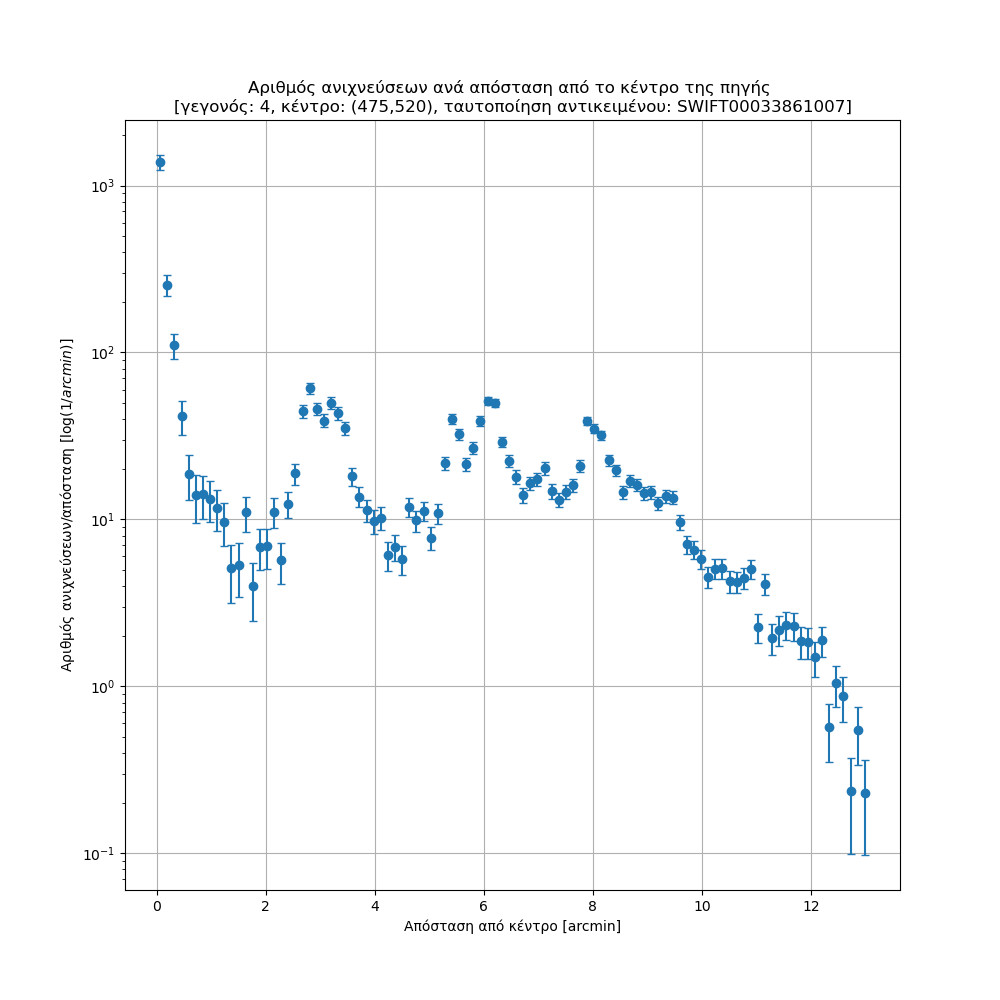 Αριθμός ανιχνεύσεων ανά απόσταση από το κέντρο της πηγής
[γεγονός: 4, κέντρο: (475,520), ταυτοποίηση αντικειμένου: SWIFT00033861007]
Αριθμός ανιχνεύσεων/απόσταση [log(1/arcmin)]
10³
10²
10¹
10⁰
10⁻¹
0 2 4 6 8 10 12
Απόσταση από κέντρο [arcmin]